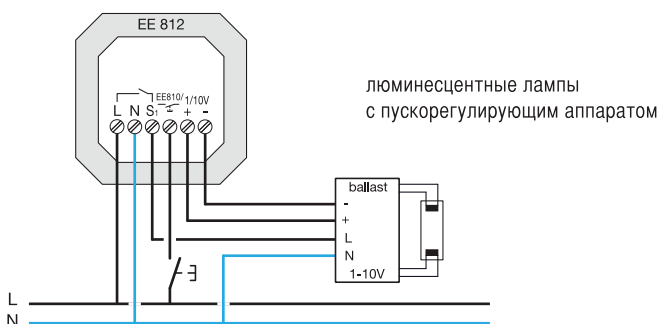 EE 812
люминесцентные лампы
с пускорегулирующим аппаратом
EE810/ 1/10V
L N S1 + -
ballast
-
+
L
N
1-10V
L
N